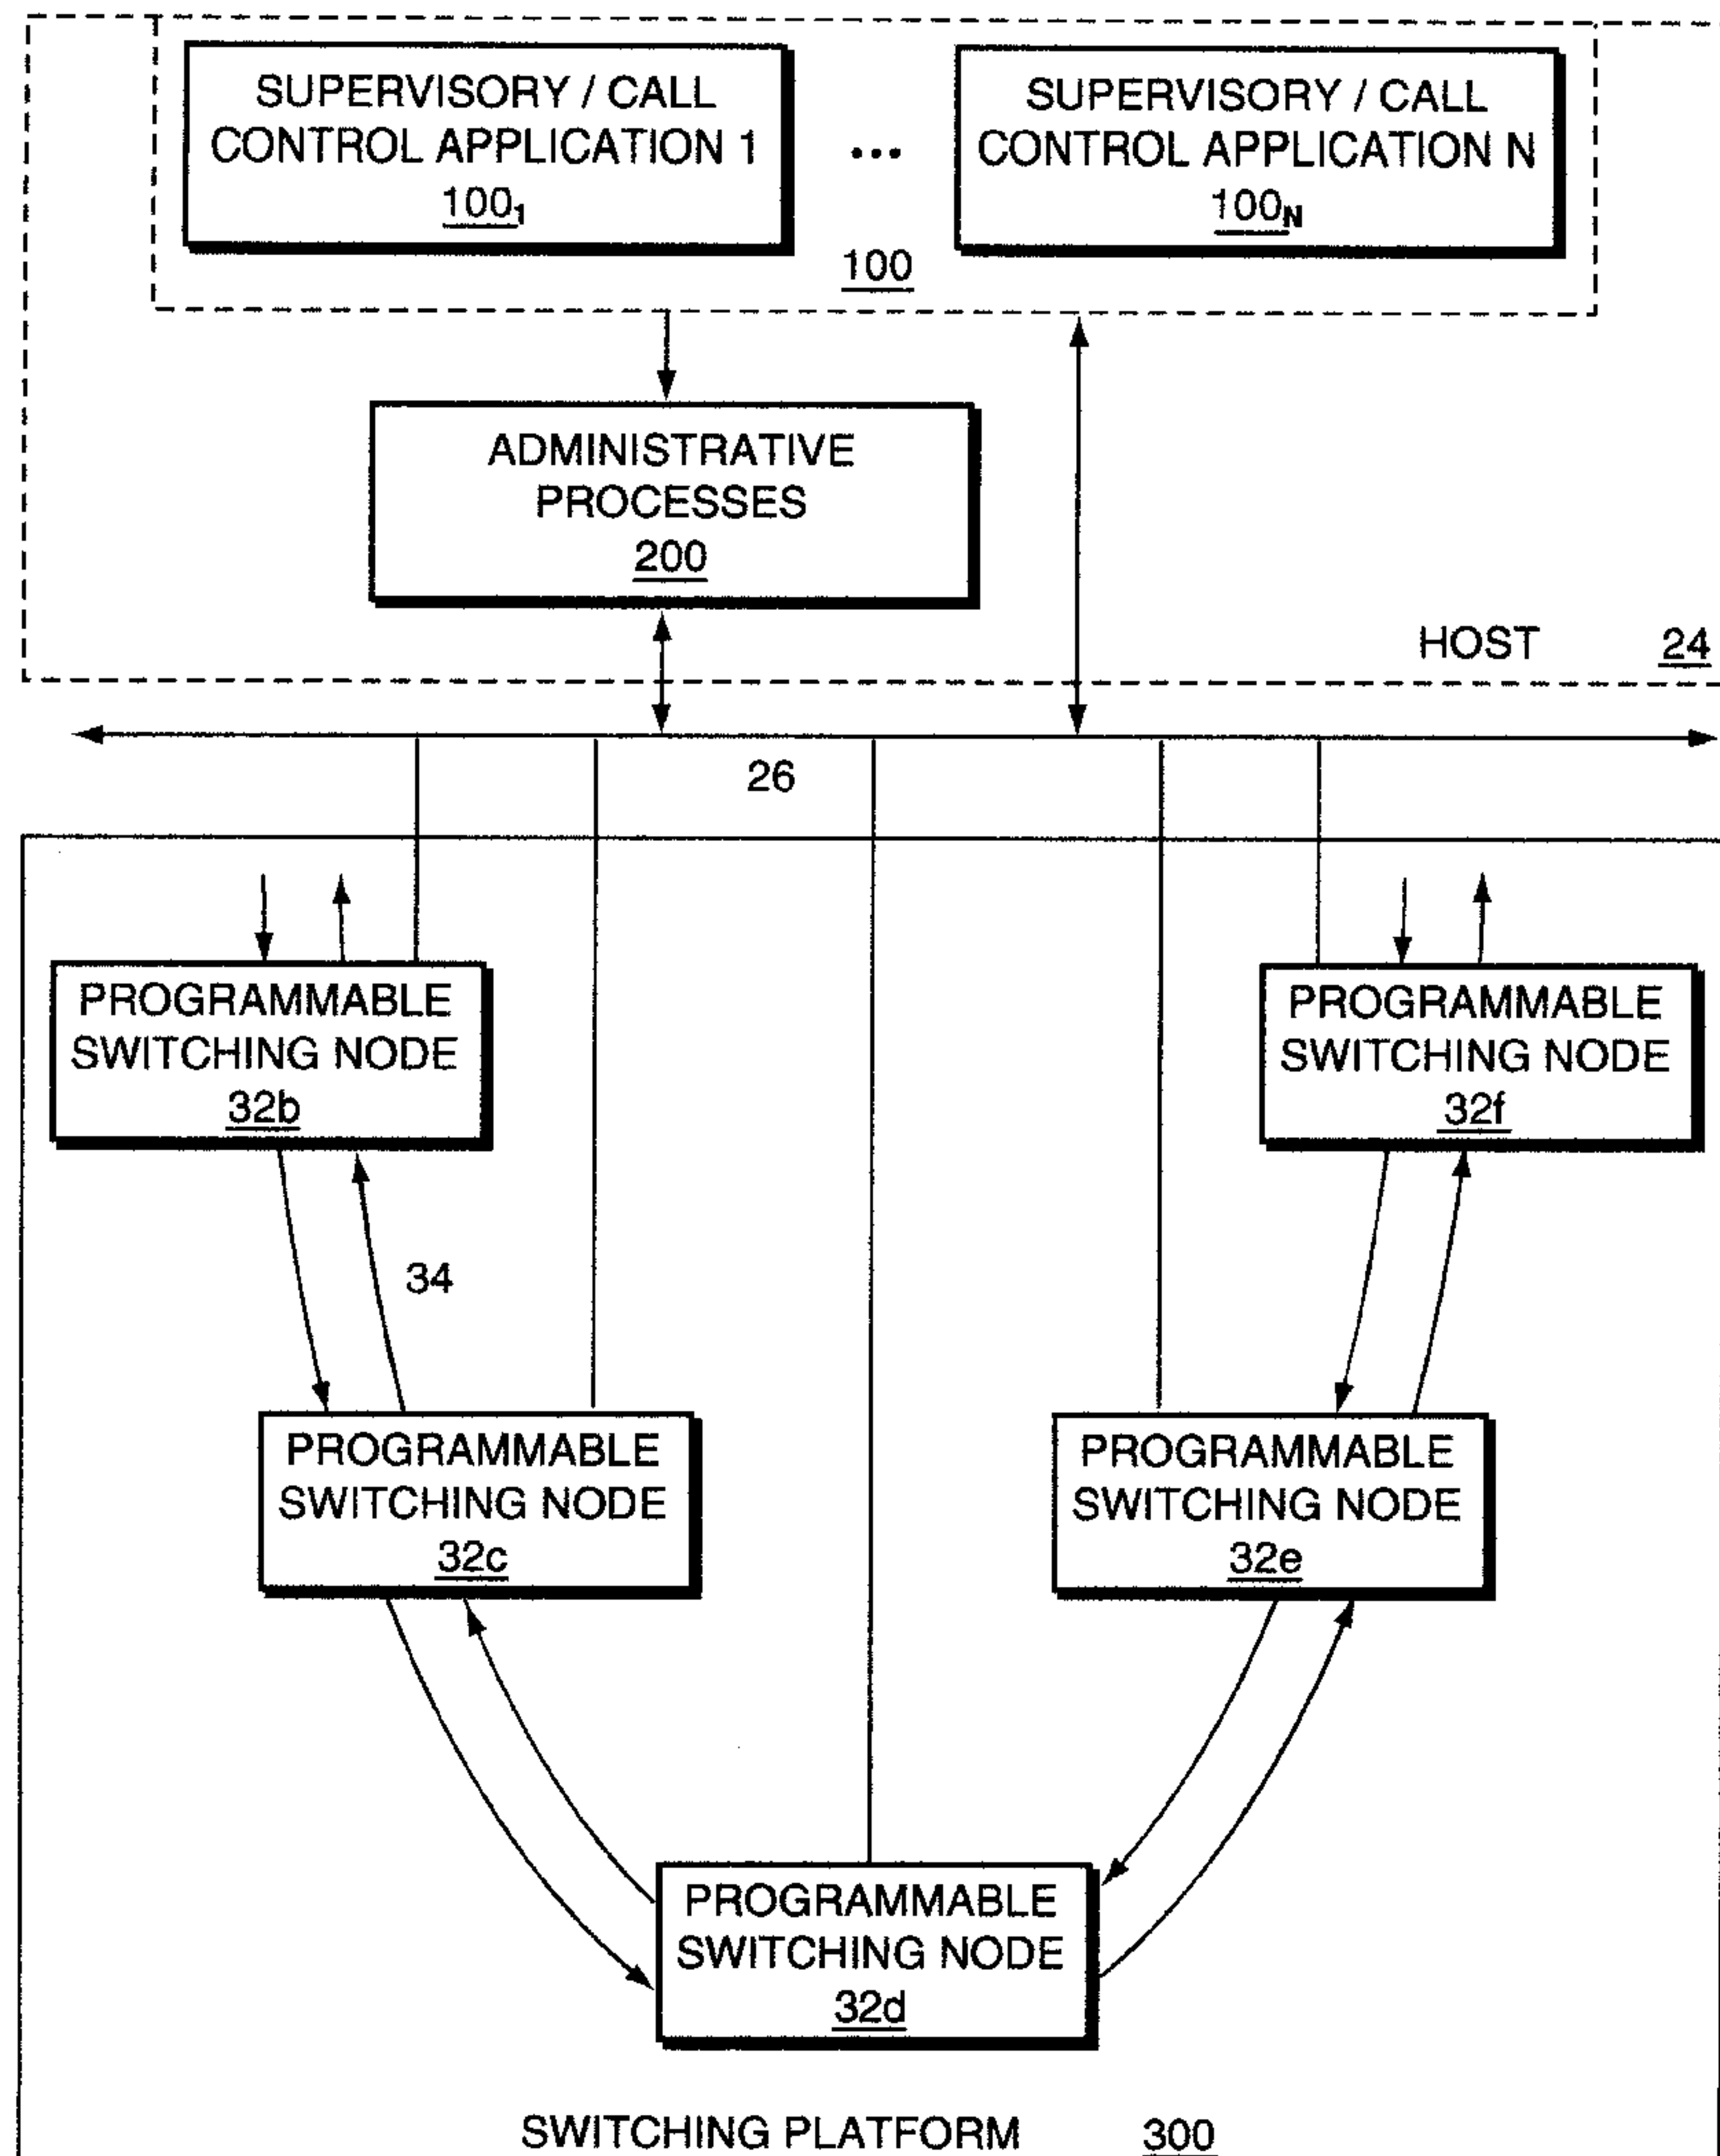 SUPERVISORY / CALL
CONTROL APPLICATION 1
100₁
...
SUPERVISORY / CALL
CONTROL APPLICATION N
100N
100
ADMINISTRATIVE
PROCESSES
200
HOST 24
26
PROGRAMMABLE
SWITCHING NODE
32b
PROGRAMMABLE
SWITCHING NODE
32f
34
PROGRAMMABLE
SWITCHING NODE
32c
PROGRAMMABLE
SWITCHING NODE
32e
PROGRAMMABLE
SWITCHING NODE
32d
SWITCHING PLATFORM 300